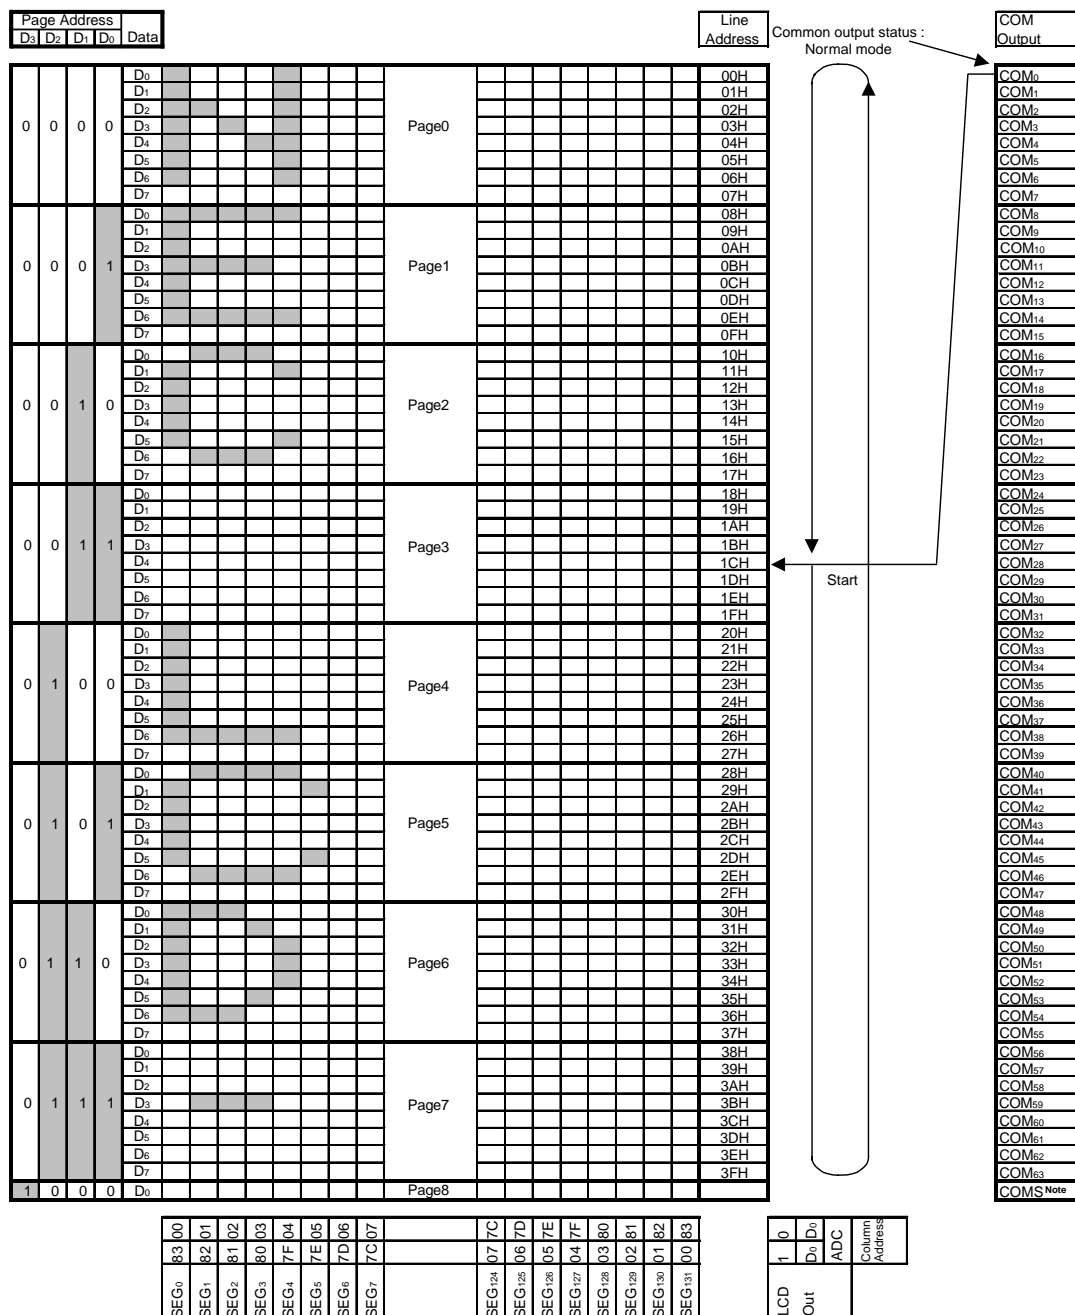 Page Address
D3 D2 D1 D0 Data
Line
Address
Common output status :
Normal mode
COM
Output
D0 00H COM0
D1 01H COM1
D2 02H COM2
0 0 0 0 D3 Page0 03H COM3
D4 04H COM4
D5 05H COM5
D6 06H COM6
D7 07H COM7
D0 08H COM8
D1 09H COM9
D2 0AH COM10
0 0 0 1 D3 Page1 0BH COM11
D4 0CH COM12
D5 0DH COM13
D6 0EH COM14
D7 0FH COM15
D0 10H COM16
D1 11H COM17
D2 12H COM18
0 0 1 0 D3 Page2 13H COM19
D4 14H COM20
D5 15H COM21
D6 16H COM22
D7 17H COM23
D0 18H COM24
D1 19H COM25
D2 1AH COM26
0 0 1 1 D3 Page3 1BH COM27
D4 1CH COM28
D5 1DH Start COM29
D6 1EH COM30
D7 1FH COM31
D0 20H COM32
D1 21H COM33
D2 22H COM34
0 1 0 0 D3 Page4 23H COM35
D4 24H COM36
D5 25H COM37
D6 26H COM38
D7 27H COM39
D0 28H COM40
D1 29H COM41
D2 2AH COM42
0 1 0 1 D3 Page5 2BH COM43
D4 2CH COM44
D5 2DH COM45
D6 2EH COM46
D7 2FH COM47
D0 30H COM48
D1 31H COM49
D2 32H COM50
0 1 1 0 D3 Page6 33H COM51
D4 34H COM52
D5 35H COM53
D6 36H COM54
D7 37H COM55
D0 38H COM56
D1 39H COM57
D2 3AH COM58
0 1 1 1 D3 Page7 3BH COM59
D4 3CH COM60
D5 3DH COM61
D6 3EH COM62
D7 3FH COM63
1 0 0 0 D0 Page8 COMS Note
00 01 02 03 04 05 06 07 7C 7D 7E 7F 80 81 82 83 0 D0
83 82 81 80 7F 7E 7D 7C 07 06 05 04 03 02 01 00 1 D0 ADC
Column
Address
SEG0 SEG1 SEG2 SEG3 SEG4 SEG5 SEG6 SEG7 SEG124 SEG125 SEG126 SEG127 SEG128 SEG129 SEG130 SEG131 LCD
Out